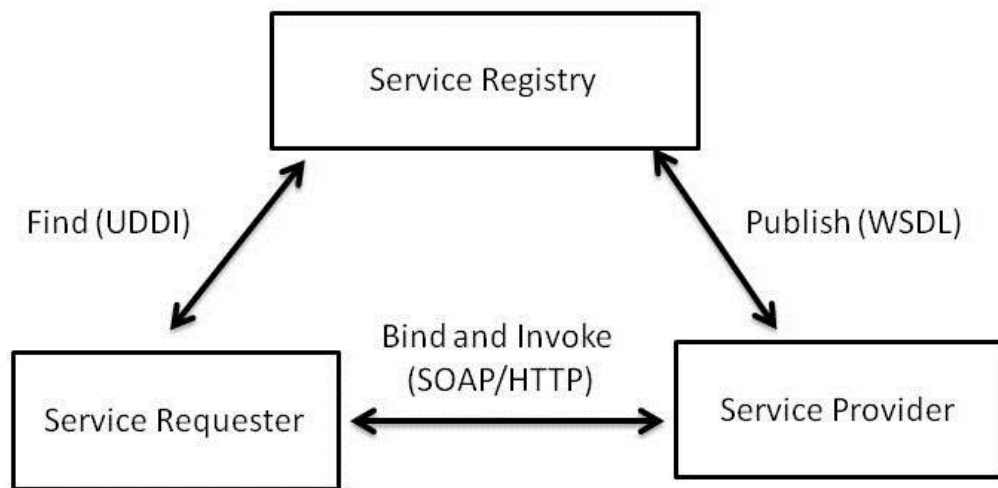 Service Registry
Find (UDDI)
Publish (WSDL)
Bind and Invoke
(SOAP/HTTP)
Service Requester
Service Provider